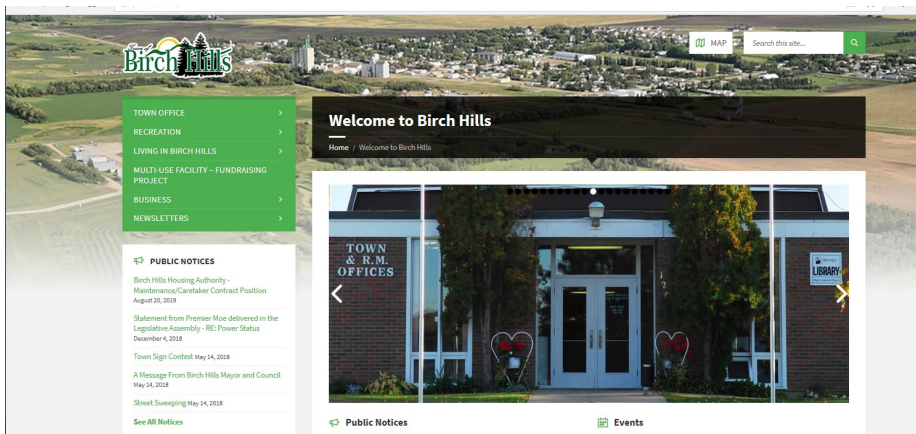 Town of
Birch Hills
MAP
Search this site...
TOWN OFFICE
RECREATION
LIVING IN BIRCH HILLS
MULTI-USE FACILITY – FUNDRAISING
PROJECT
BUSINESS
NEWSLETTERS
PUBLIC NOTICES
Birch Hills Housing Authority -
Maintenance/Caretaker Contract Position
August 20, 2019
Statement from Premier Moe delivered in the
Legislative Assembly - RE: Power Status
December 4, 2018
Town Sign Contest May 14, 2018
A Message From Birch Hills Mayor and Council
May 14, 2018
Street Sweeping May 14, 2018
See All Notices
Welcome to Birch Hills
Home / Welcome to Birch Hills
TOWN
& R.M.
OFFICES
LIBRARY
Public Notices
Events